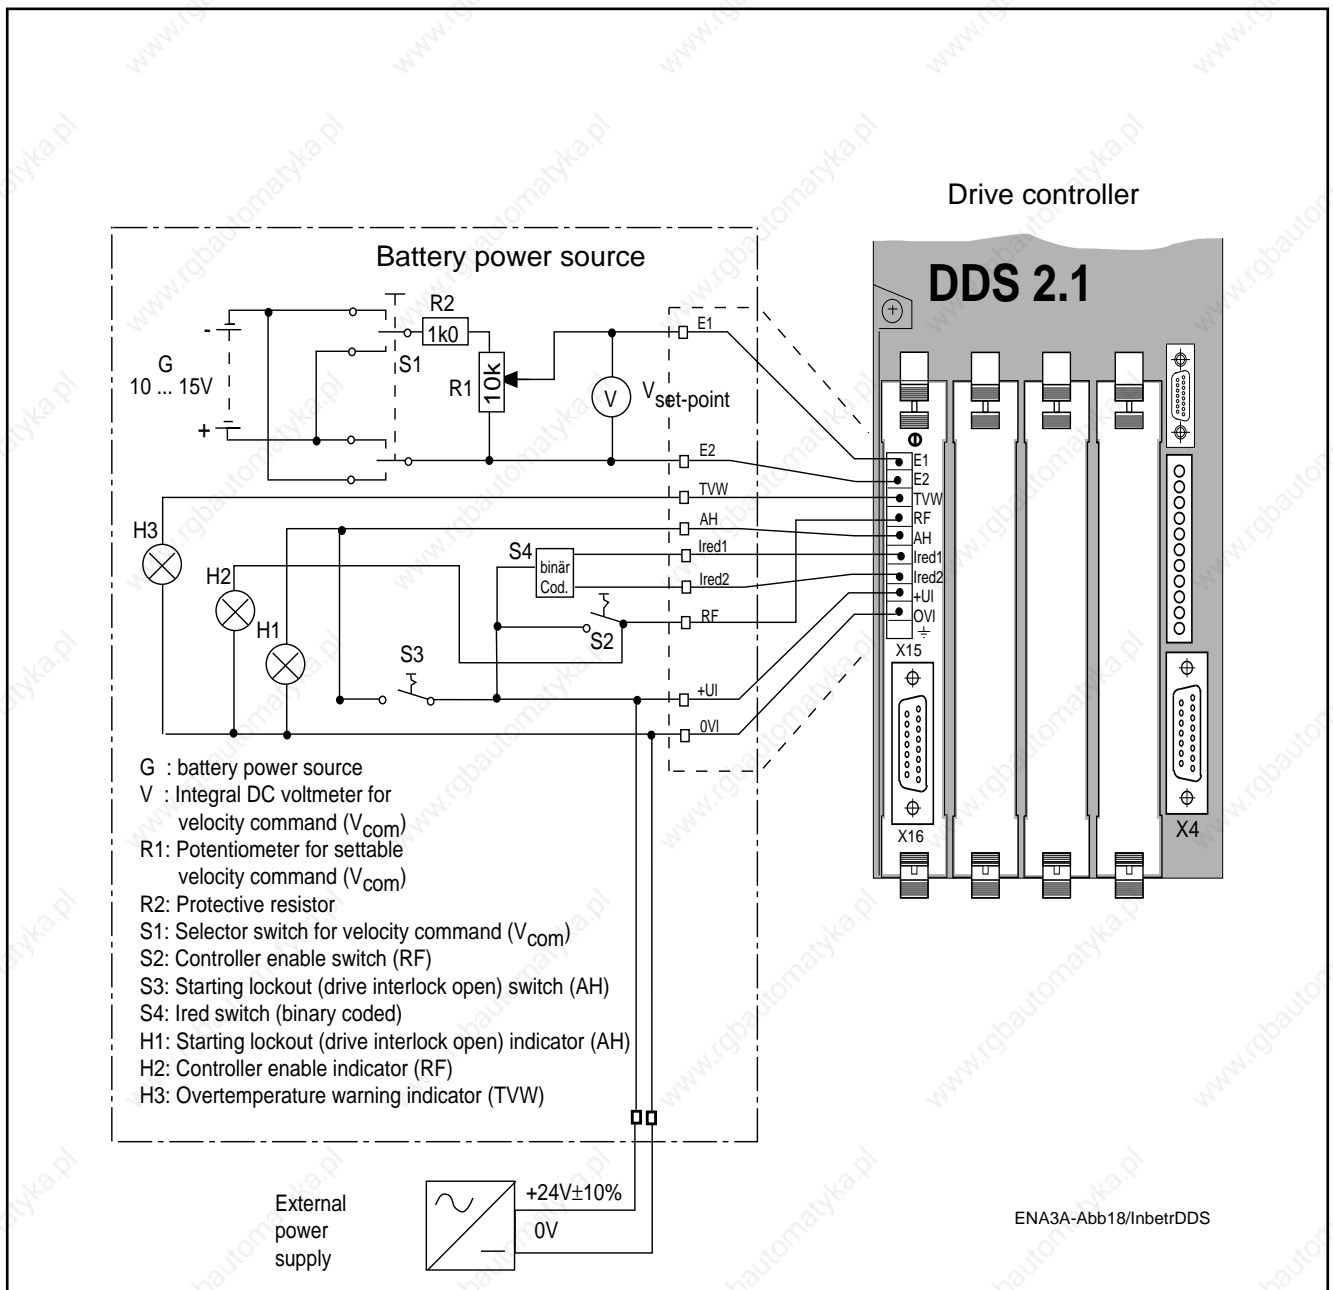 Drive controller
Battery power source
DDS 2.1
R2
1k0
E1
-
G
10 ... 15V
S1
R1
10k
V
Vset-point
+
E2
E1
E2
TVW
RF
AH
Ired1
Ired2
+UI
OVI
X15
TVW
H3
AH
S4
binär
Cod.
Ired1
H2
Ired2
RF
H1
S2
S3
+UI
0VI
G : battery power source
V : Integral DC voltmeter for
velocity command (Vcom)
R1: Potentiometer for settable
velocity command (Vcom)
R2: Protective resistor
S1: Selector switch for velocity command (Vcom)
S2: Controller enable switch (RF)
S3: Starting lockout (drive interlock open) switch (AH)
S4: Ired switch (binary coded)
H1: Starting lockout (drive interlock open) indicator (AH)
H2: Controller enable indicator (RF)
H3: Overtemperature warning indicator (TVW)
X16
X4
External
power
supply
+24V±10%
0V
ENA3A-Abb18/InbetrDDS
www.rgbautomatyka.pl